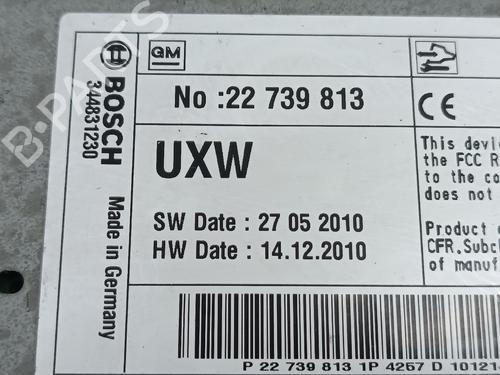 GM
BOSCH
344831230
Made in Germany
No :22 739 813
UXW
SW Date : 27 05 2010
HW Date : 14.12.2010
CE
This devi
the FCC R
to the co
does not
Product
CFR.Subc
of manuf
P 22 739 813 1P 4257 D 10121
B-PARTS